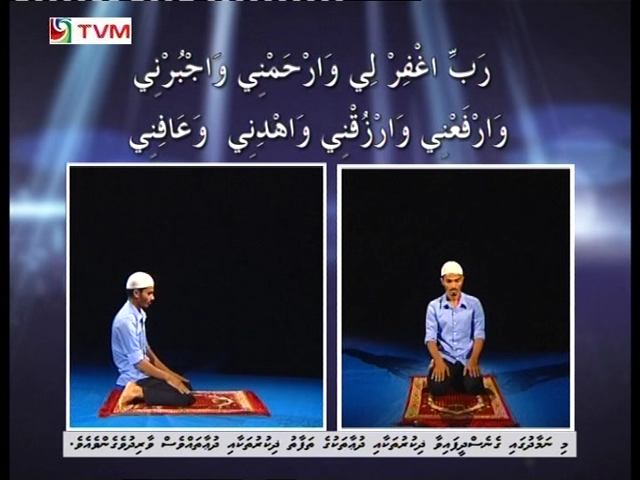 TVM
رَبِّ اغْفِرْ لِي وَارْحَمْنِي وَاجْبُرْنِي
وَارْفَعْنِي وَارْزُقْنِي وَاهْدِنِي وَعَافِنِي
މި ނަމާދުގައި ގެނެސްދީފައިވާ ޛިކުރުތަކާއި ދުޢާތަކުގެ ތަފާތު ޛިކުރުތަކާއި ދުޢާތައްވެސް ވާރިދުވެގެންވެއެވެ.